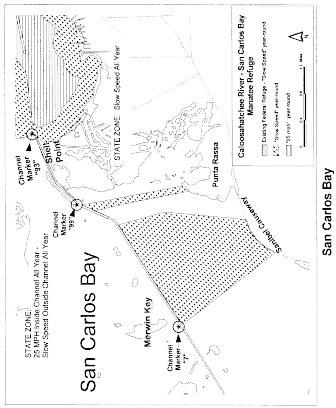 STATE ZONE:
25 MPH Inside Channel All Year -
Slow Speed Outside Channel All Year
Channel
Marker
"93"
Shell
Point
STATE ZONE: Slow Speed All Year
Channel
Marker
"99"
San Carlos Bay
Merwin Key
Channel
Marker
"7"
Punta Rassa
Sanibel Causeway
Caloosahatchee River - San Carlos Bay
Manatee Refuge
Existing Federal Refuge - "Slow Speed" year-round
"Slow Speed" year-round
"25 mph" year-round
N
San Carlos Bay